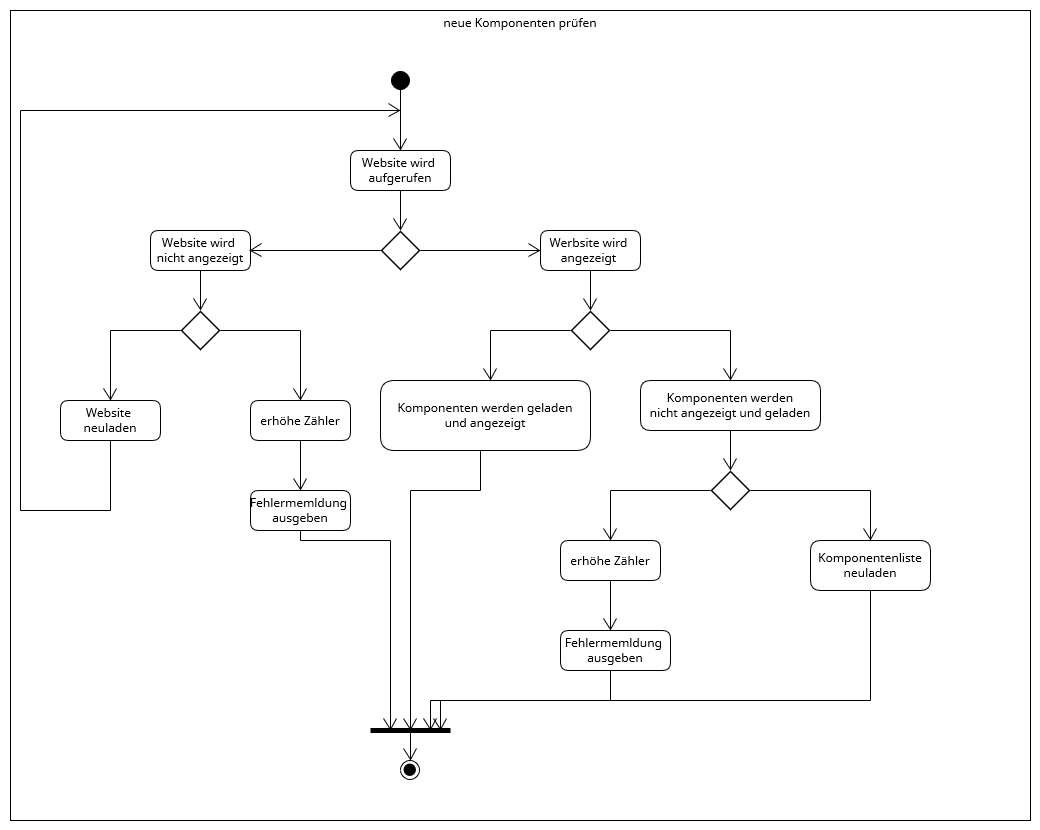 neue Komponenten prüfen
Website wird
aufgerufen
Website wird
nicht angezeigt
Werbsite wird
angezeigt
Website
neuladen
erhöhe Zähler
Komponenten werden geladen
und angezeigt
Komponenten werden
nicht angezeigt und geladen
Fehlermemldung
ausgeben
erhöhe Zähler
Komponentenliste
neuladen
Fehlermemldung
ausgeben